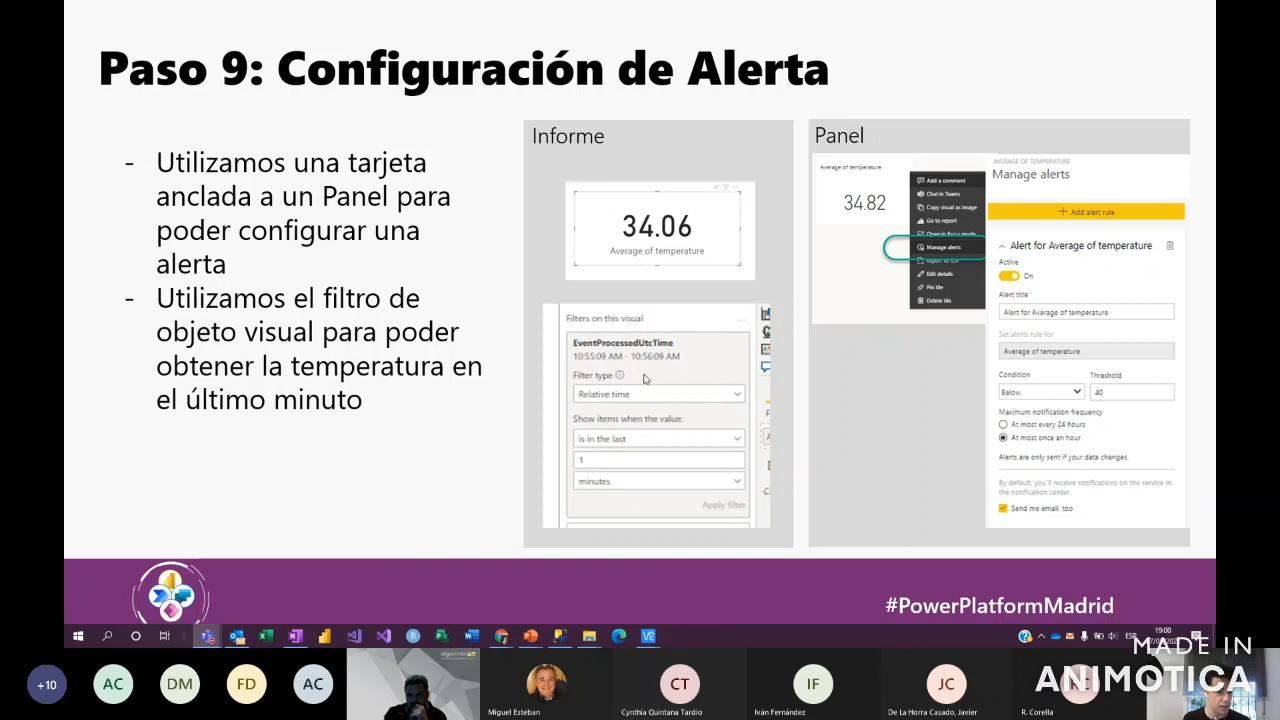 Paso 9: Configuración de Alerta
- Utilizamos una tarjeta
anclada a un Panel para
poder configurar una
alerta
- Utilizamos el filtro de
objeto visual para poder
obtener la temperatura en
el último minuto
Informe
34.06
Average of temperature
Filters on this visual
EventProcessedUtcTime
10:55:09 AM - 10:56:09 AM
Filter type
Relative time
Show items when the value:
is in the last
1
minutes
Apply filter
Panel
Average of temperature
34.82
Add a comment
Chat in Teams
Copy visual as image
Go to report
Open in focus mode
Manage alerts
Export to csv
Edit details
Pin tile
Delete tile
AVERAGE OF TEMPERATURE
Manage alerts
+ Add alert rule
Alert for Average of temperature
Active
On
Alert title
Alert for Average of temperature
Set alerts rule for
Average of temperature
Condition Threshold
Below 40
Maximum notification frequency
At most every 24 hours
At most once an hour
Alerts are only sent if your data changes.
By default, you'll receive notifications on the service in
the notification center.
Send me email, too
#PowerPlatformMadrid
19:00
MADE IN
ANIMOTICA
+10
AC
DM
FD
AC
Miguel Esteban
CT
Cynthia Quintana Tardio
IF
Iván Fernández
JC
De La Horra Casado, Javier
R. Corella